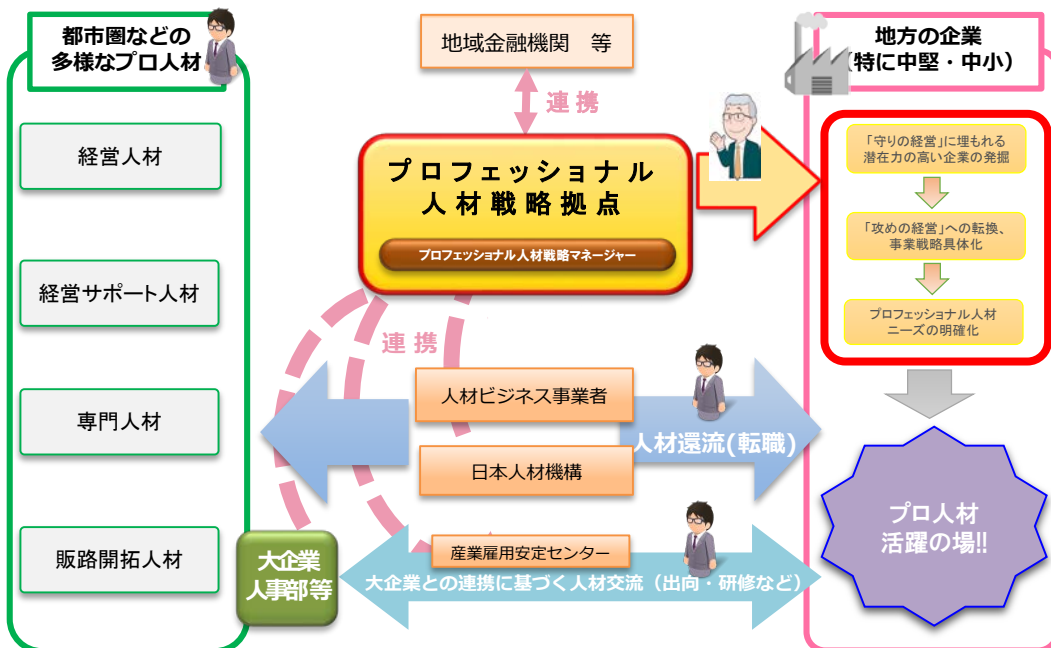 都市圏などの
多様なプロ人材
経営人材
経営サポート人材
専門人材
販路開拓人材
大企業
人事部等
地域金融機関　等
連携
プロフェッショナル
人材戦略拠点
プロフェッショナル人材戦略マネージャー
連携
人材ビジネス事業者
日本人材機構
人材還流(転職)
産業雇用安定センター
大企業との連携に基づく人材交流（出向・研修など）
地方の企業
（特に中堅・中小）
「守りの経営」に埋もれる
潜在力の高い企業の発掘
「攻めの経営」への転換、
事業戦略具体化
プロフェッショナル人材
ニーズの明確化
プロ人材
活躍の場!!